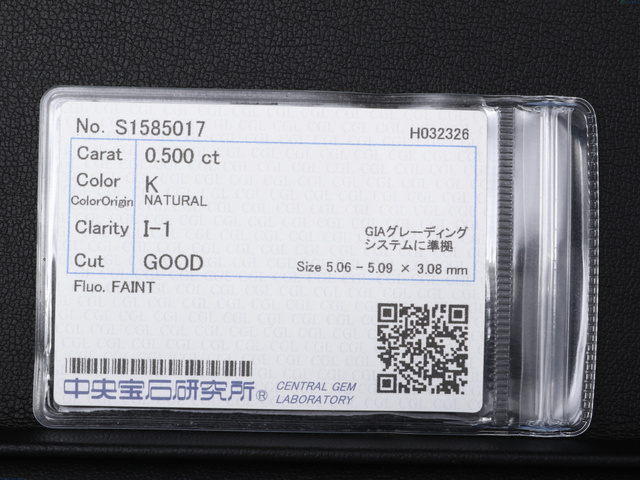 No. S1585017 H032326
Carat 0.500 ct
Color K
ColorOrigin NATURAL
Clarity I-1
GIAグレーディング
システムに準拠
Cut GOOD Size 5.06 - 5.09 × 3.08 mm
Fluo. FAINT
中央宝石研究所® CENTRAL GEM
LABORATORY